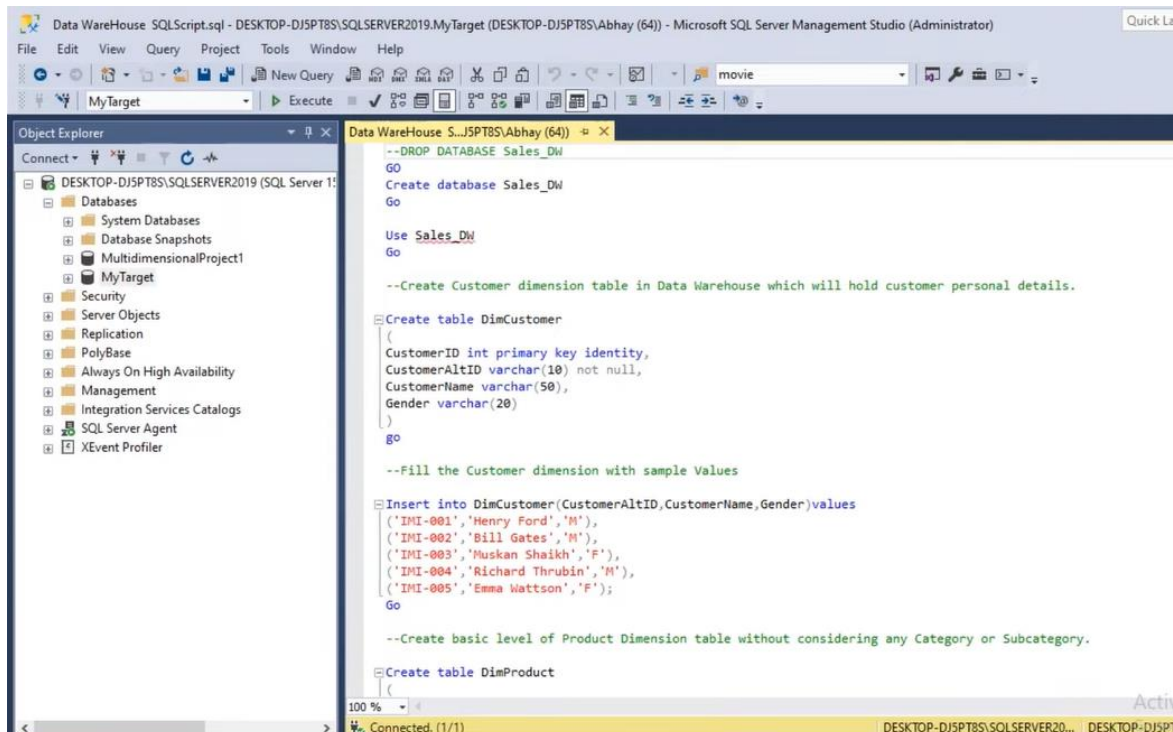 Data WareHouse SQLScript.sql - DESKTOP-DJ5PT8S\SQLSERVER2019.MyTarget (DESKTOP-DJ5PT8S\Abhay (64)) - Microsoft SQL Server Management Studio (Administrator)
Quick La
File Edit View Query Project Tools Window Help
New Query
movie
MyTarget
Execute
Object Explorer
Connect
DESKTOP-DJ5PT8S\SQLSERVER2019 (SQL Server 15
Databases
System Databases
Database Snapshots
MultidimensionalProject1
MyTarget
Security
Server Objects
Replication
PolyBase
Always On High Availability
Management
Integration Services Catalogs
SQL Server Agent
XEvent Profiler
Data WareHouse S...J5PT8S\Abhay (64))
--DROP DATABASE Sales_DW
GO
Create database Sales_DW
Go
Use Sales_DW
Go
--Create Customer dimension table in Data Warehouse which will hold customer personal details.
Create table DimCustomer
(
CustomerID int primary key identity,
CustomerAltID varchar(10) not null,
CustomerName varchar(50),
Gender varchar(20)
)
go
--Fill the Customer dimension with sample Values
Insert into DimCustomer(CustomerAltID,CustomerName,Gender)values
('IMI-001','Henry Ford','M'),
('IMI-002','Bill Gates','M'),
('IMI-003','Muskan Shaikh','F'),
('IMI-004','Richard Thrubin','M'),
('IMI-005','Emma Wattson','F');
Go
--Create basic level of Product Dimension table without considering any Category or Subcategory.
Create table DimProduct
(
100 %
Activ
Connected. (1/1)
DESKTOP-DJ5PT8S\SQLSERVER20...
DESKTOP-DJ5PT